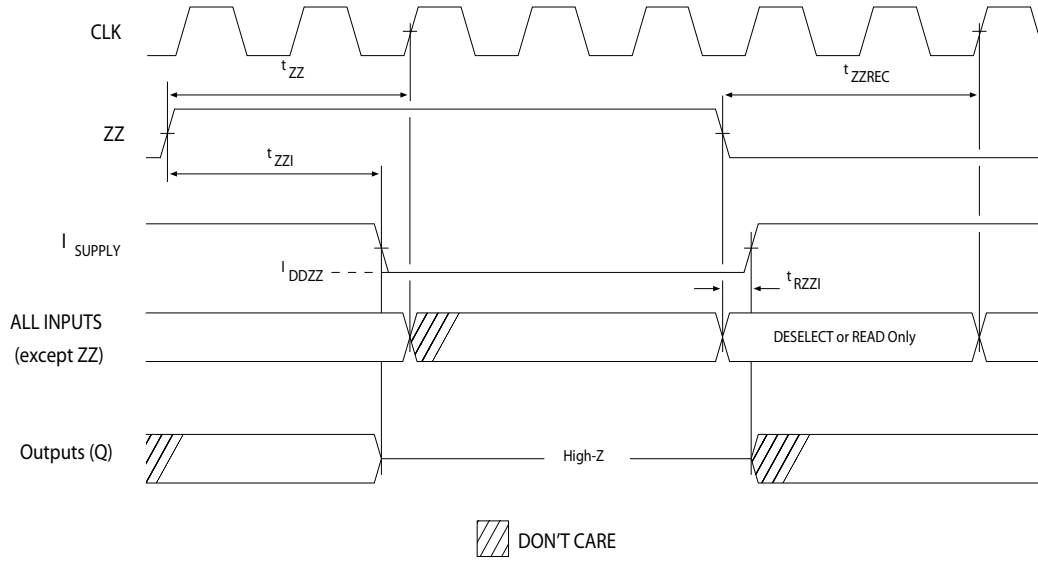 CLK
t ZZ
t ZZREC
ZZ
t ZZI
I SUPPLY
I DDZZ
t RZZI
ALL INPUTS
(except ZZ)
DESELECT or READ Only
Outputs (Q)
High-Z
DON'T CARE